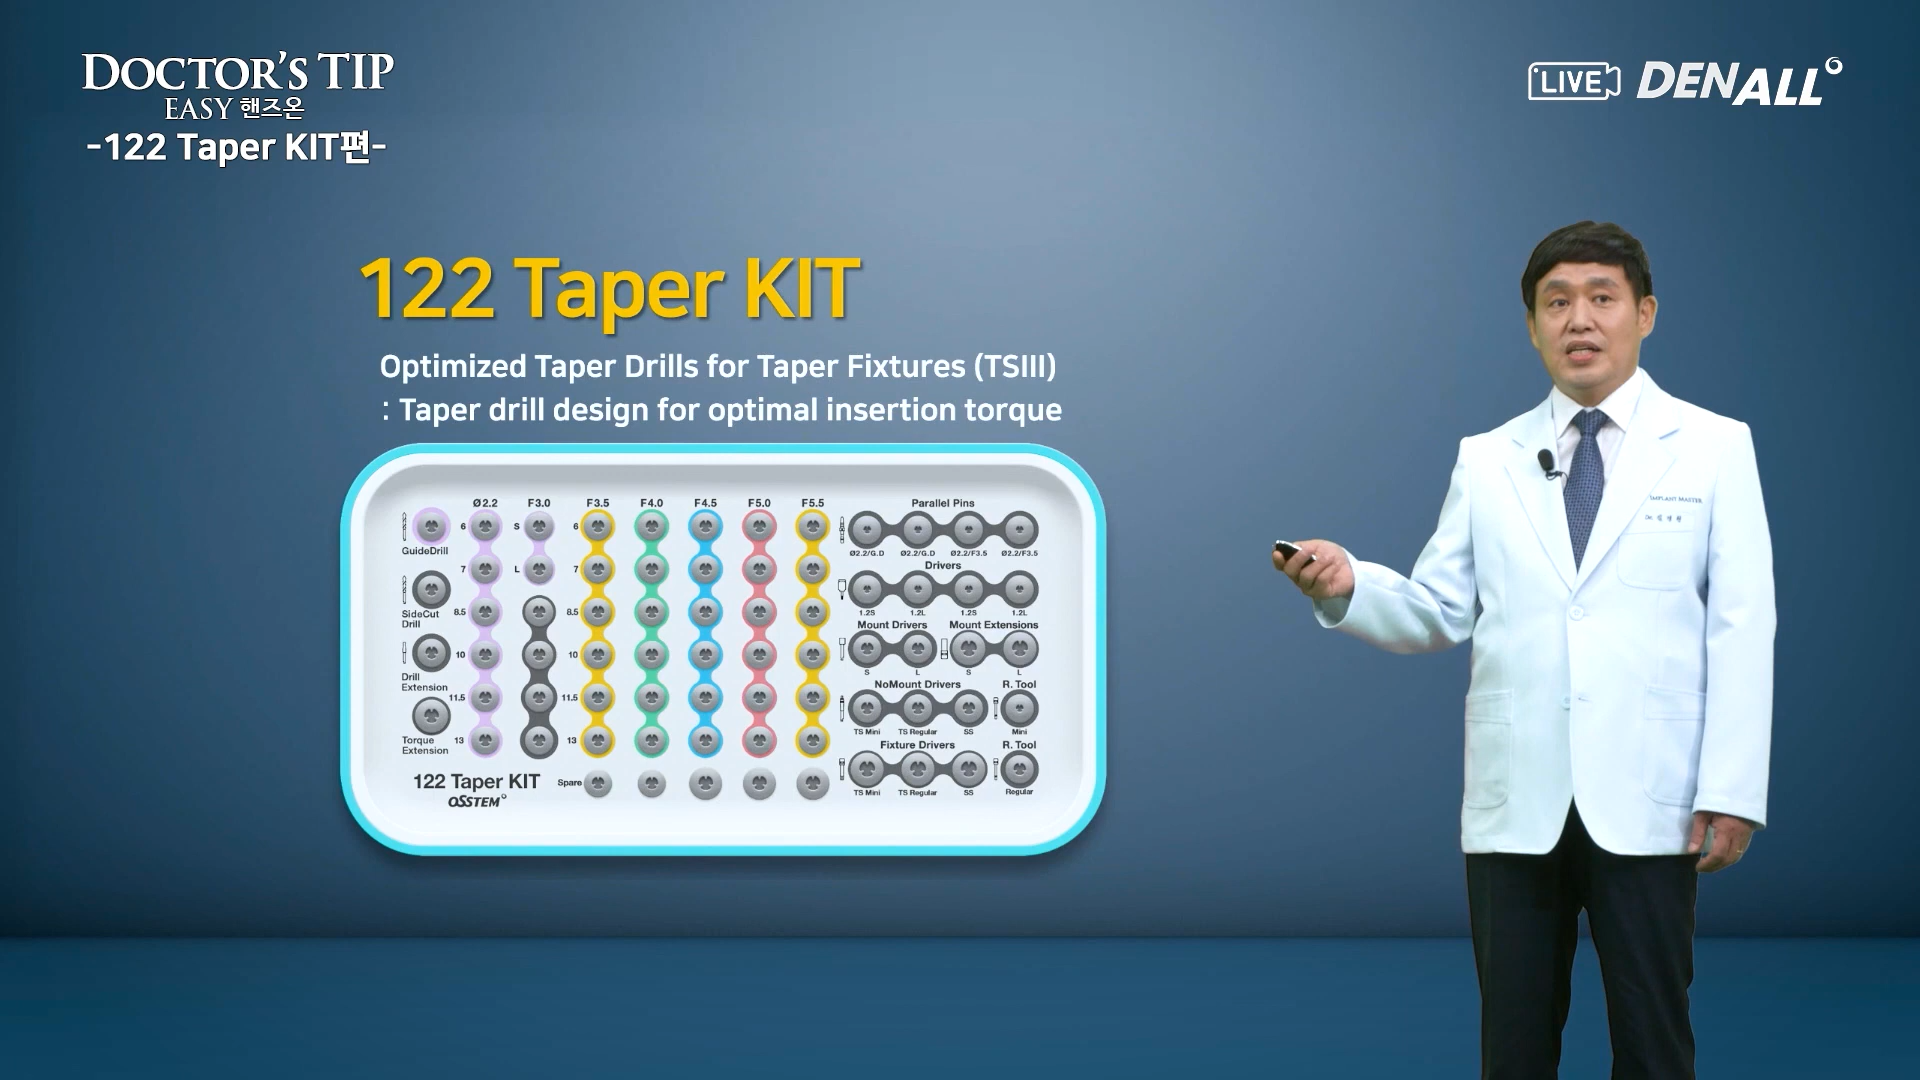 DOCTOR'S TIP
EASY 핸즈온
-122 Taper KIT편-
LIVE DENALL
122 Taper KIT
Optimized Taper Drills for Taper Fixtures (TSIII)
: Taper drill design for optimal insertion torque
Ø2.2 F3.0 F3.5 F4.0 F4.5 F5.0 F5.5 Parallel Pins
6 S 6
GuideDrill
Ø2.2/G.D Ø2.2/G.D Ø2.2/F3.5 Ø2.2/F3.5
7 L 7
Drivers
SideCut
Drill
8.5 8.5
1.2S 1.2L 1.2S 1.2L
Mount Drivers Mount Extensions
10 10
S L S L
Drill
Extension
NoMount Drivers R. Tool
11.5 11.5
TS Mini TS Regular SS Mini
Torque
Extension
13 13
Fixture Drivers R. Tool
122 Taper KIT
Spare
TS Mini TS Regular SS Regular
OSSTEM
IMPLANT MASTER